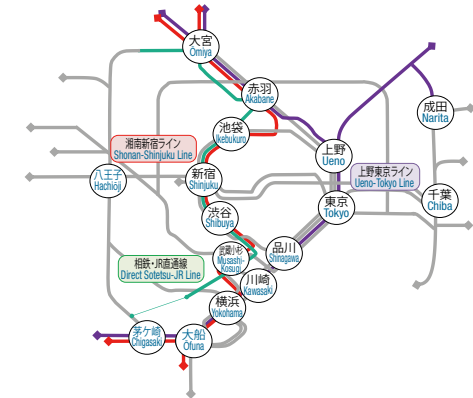 大宮
Omiya
赤羽
Akabane
池袋
Ikebukuro
成田
Narita
湘南新宿ライン
Shonan-Shinjuku Line
上野
Ueno
上野東京ライン
Ueno-Tokyo Line
八王子
Hachioji
新宿
Shinjuku
千葉
Chiba
渋谷
Shibuya
東京
Tokyo
武蔵小杉
Musashi-
Kosugi
品川
Shinagawa
相鉄・JR直通線
Direct Sotetsu-JR Line
川崎
Kawasaki
横浜
Yokohama
茅ケ崎
Chigasaki
大船
Ofuna